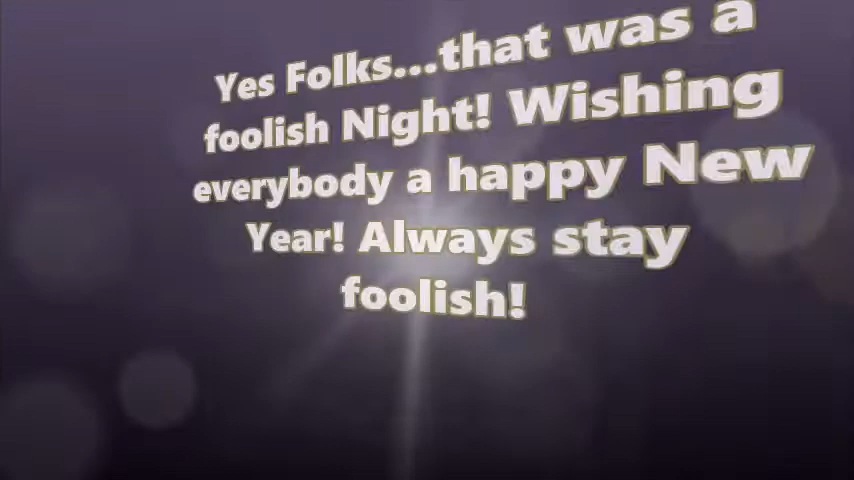 Yes Folks...that was a
foolish Night! Wishing
everybody a happy New
Year! Always stay
foolish!